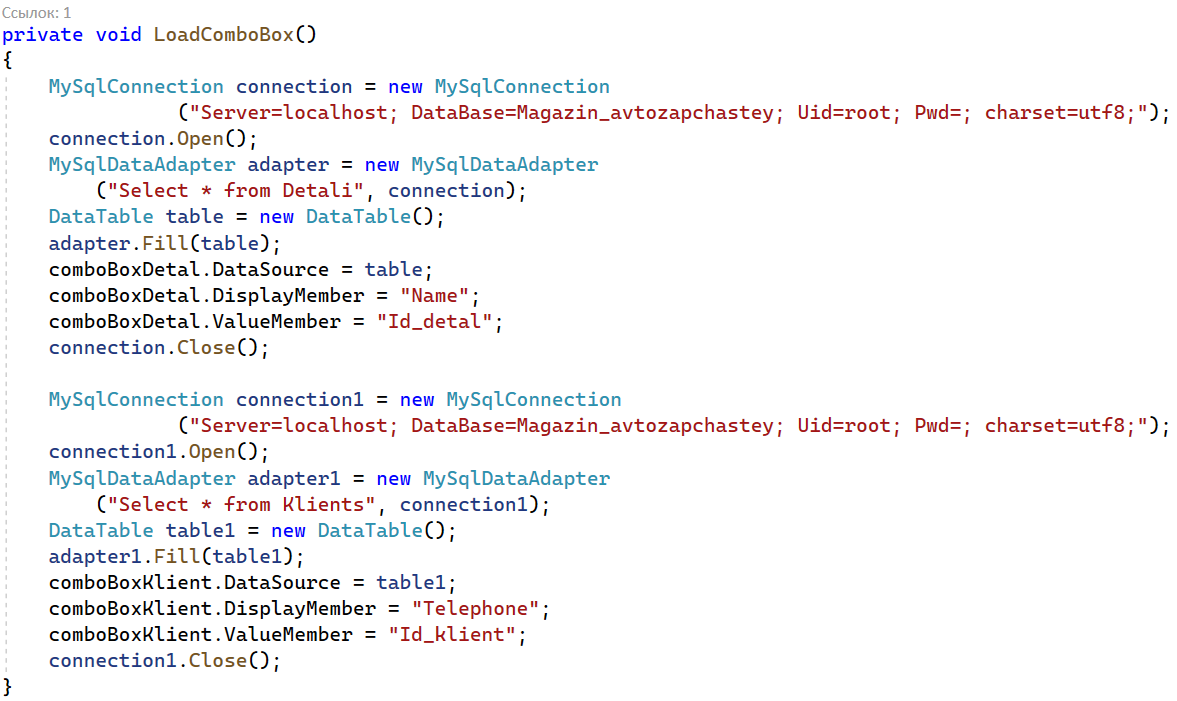 Ссылок: 1
private void LoadComboBox()
{
    MySqlConnection connection = new MySqlConnection
               ("Server=localhost; DataBase=Magazin_avtozapchastey; Uid=root; Pwd=; charset=utf8;");
    connection.Open();
    MySqlDataAdapter adapter = new MySqlDataAdapter
        ("Select * from Detali", connection);
    DataTable table = new DataTable();
    adapter.Fill(table);
    comboBoxDetal.DataSource = table;
    comboBoxDetal.DisplayMember = "Name";
    comboBoxDetal.ValueMember = "Id_detal";
    connection.Close();

    MySqlConnection connection1 = new MySqlConnection
               ("Server=localhost; DataBase=Magazin_avtozapchastey; Uid=root; Pwd=; charset=utf8;");
    connection1.Open();
    MySqlDataAdapter adapter1 = new MySqlDataAdapter
        ("Select * from Klients", connection1);
    DataTable table1 = new DataTable();
    adapter1.Fill(table1);
    comboBoxKlient.DataSource = table1;
    comboBoxKlient.DisplayMember = "Telephone";
    comboBoxKlient.ValueMember = "Id_klient";
    connection1.Close();
}